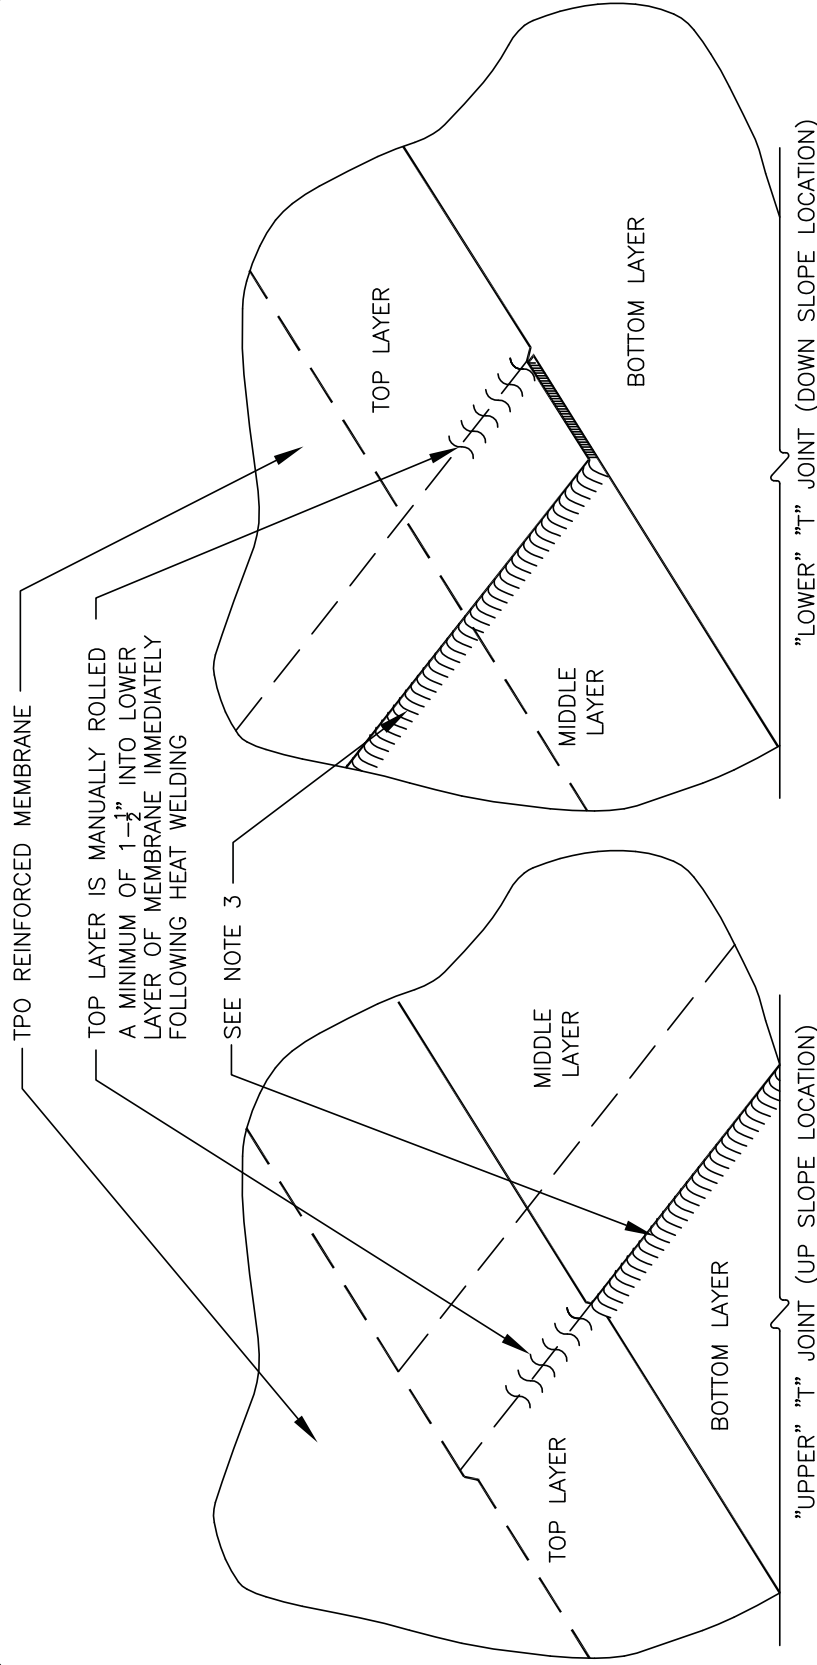 TPO REINFORCED MEMBRANE
TOP LAYER IS MANUALLY ROLLED
A MINIMUM OF 1-½" INTO LOWER
LAYER OF MEMBRANE IMMEDIATELY
FOLLOWING HEAT WELDING
SEE NOTE 3
MIDDLE
LAYER
TOP LAYER
BOTTOM LAYER
"UPPER" "T" JOINT (UP SLOPE LOCATION)
TOP LAYER
MIDDLE
LAYER
BOTTOM LAYER
"LOWER" "T" JOINT (DOWN SLOPE LOCATION)